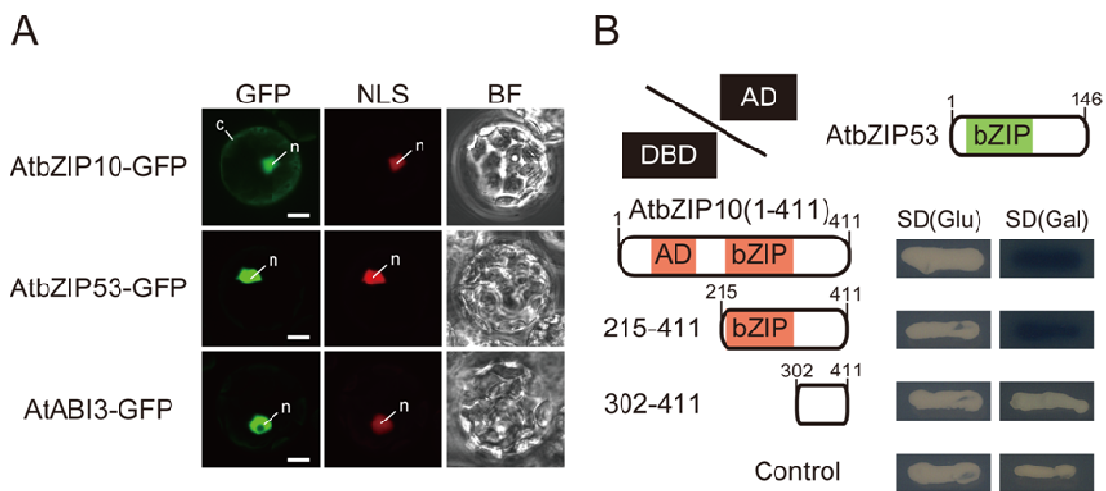 A
GFP NLS BF
AtbZIP10-GFP
c n n
AtbZIP53-GFP
n n
AtABI3-GFP
n n
B
AD
DBD
1 146
AtbZIP53 bZIP
AtbZIP10(1-411)
1 411
AD bZIP
SD(Glu) SD(Gal)
215 411
215-411 bZIP
302 411
302-411
Control